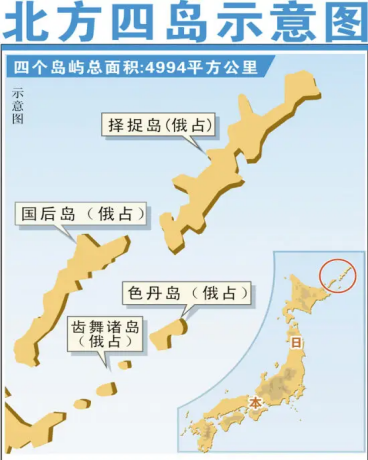 北方四岛示意图
四个岛屿总面积:4994平方公里
示意图
择捉岛(俄占)
国后岛（俄占）
色丹岛（俄占）
齿舞诸岛
（俄占）
日
本